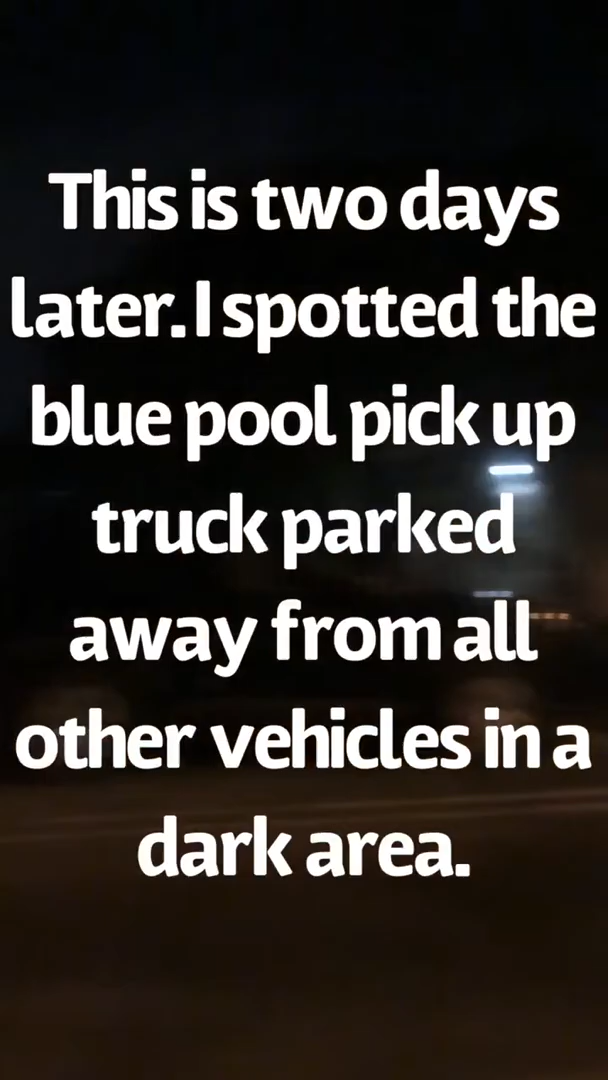 This is two days
later. I spotted the
blue pool pick up
truck parked
away from all
other vehicles in a
dark area.